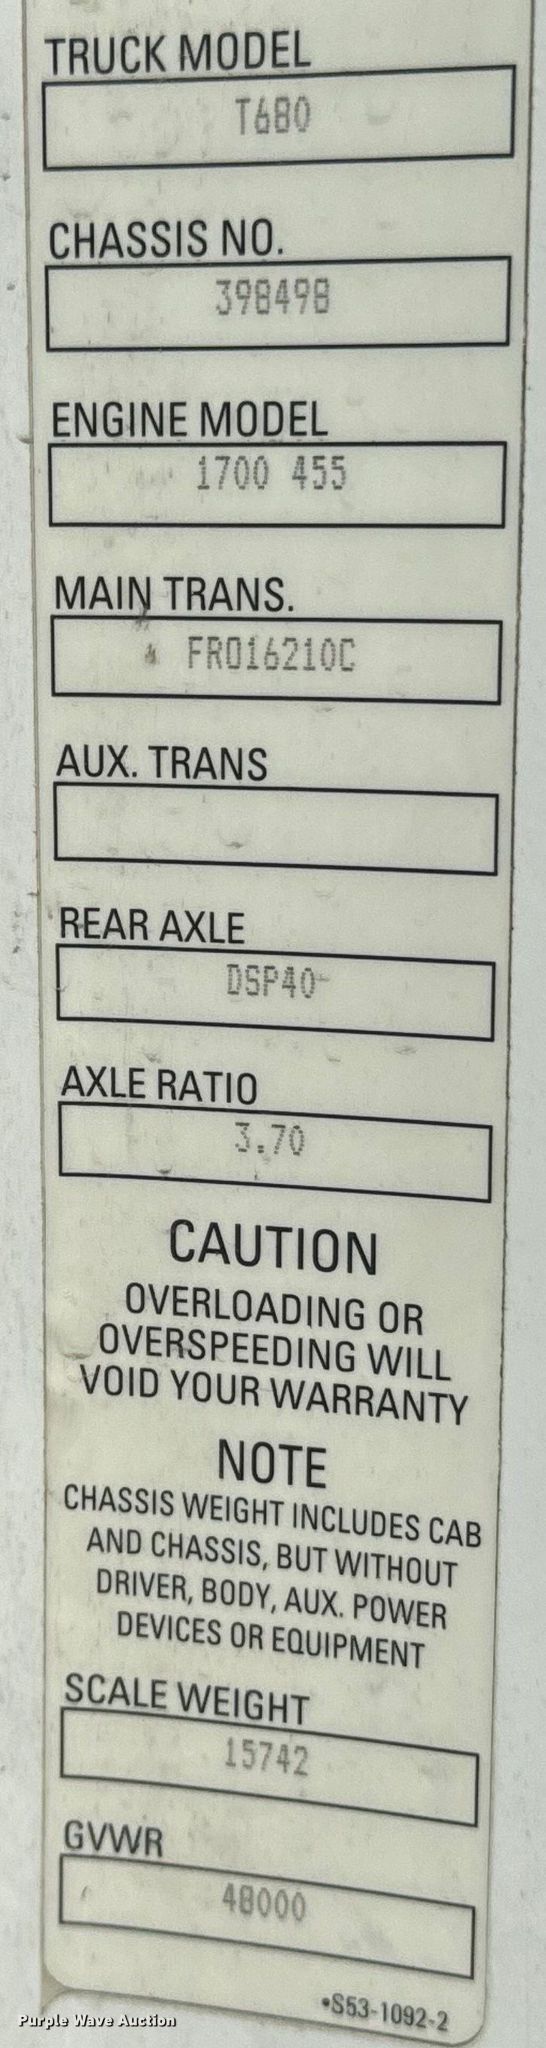 TRUCK MODEL
T680
CHASSIS NO.
398498
ENGINE MODEL
1700 455
MAIN TRANS.
FRO16210C
AUX. TRANS
REAR AXLE
DSP40
AXLE RATIO
3.70
CAUTION
OVERLOADING OR
OVERSPEEDING WILL
VOID YOUR WARRANTY
NOTE
CHASSIS WEIGHT INCLUDES CAB
AND CHASSIS, BUT WITHOUT
DRIVER, BODY, AUX. POWER
DEVICES OR EQUIPMENT
SCALE WEIGHT
15742
GVWR
48000
•S53-1092-2
Purple Wave Auction